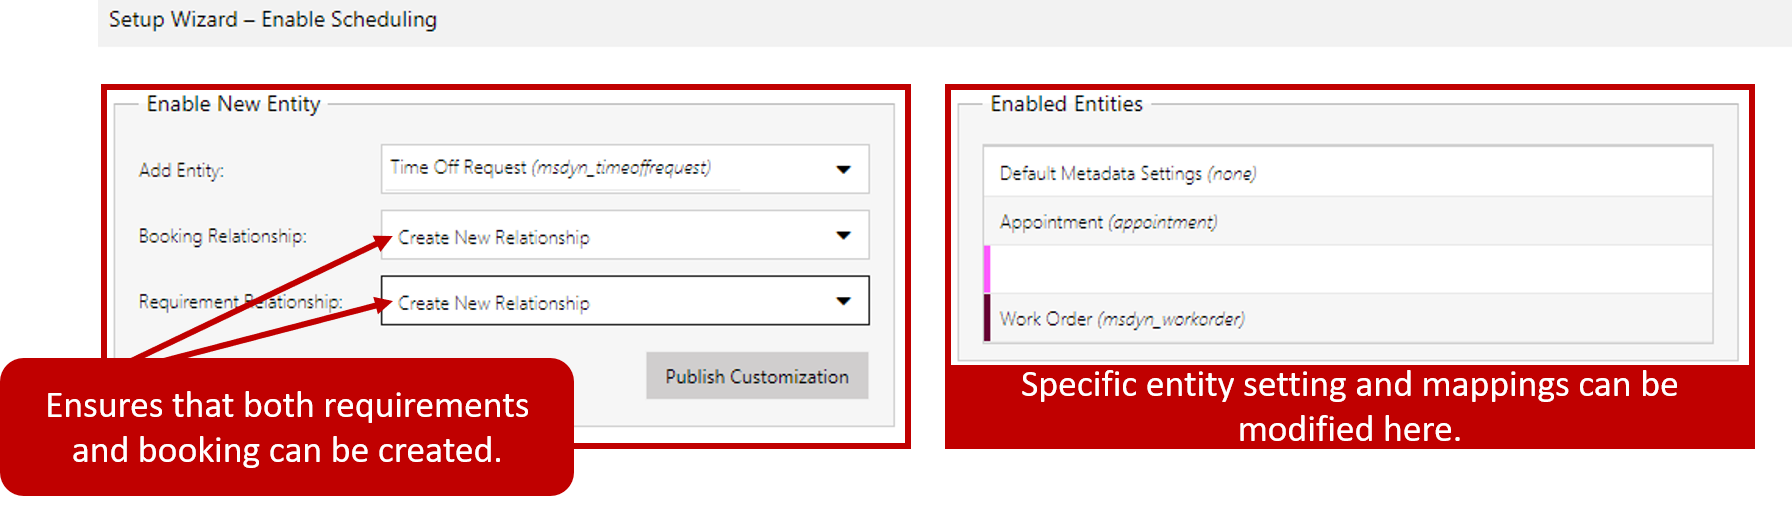 Setup Wizard – Enable Scheduling
Enable New Entity
Add Entity:
Time Off Request (msdyn_timeoffrequest)
Booking Relationship:
Create New Relationship
Requirement Relationship:
Create New Relationship
Publish Customization
Ensures that both requirements
and booking can be created.
Enabled Entities
Default Metadata Settings (none)
Appointment (appointment)
Work Order (msdyn_workorder)
Specific entity setting and mappings can be
modified here.